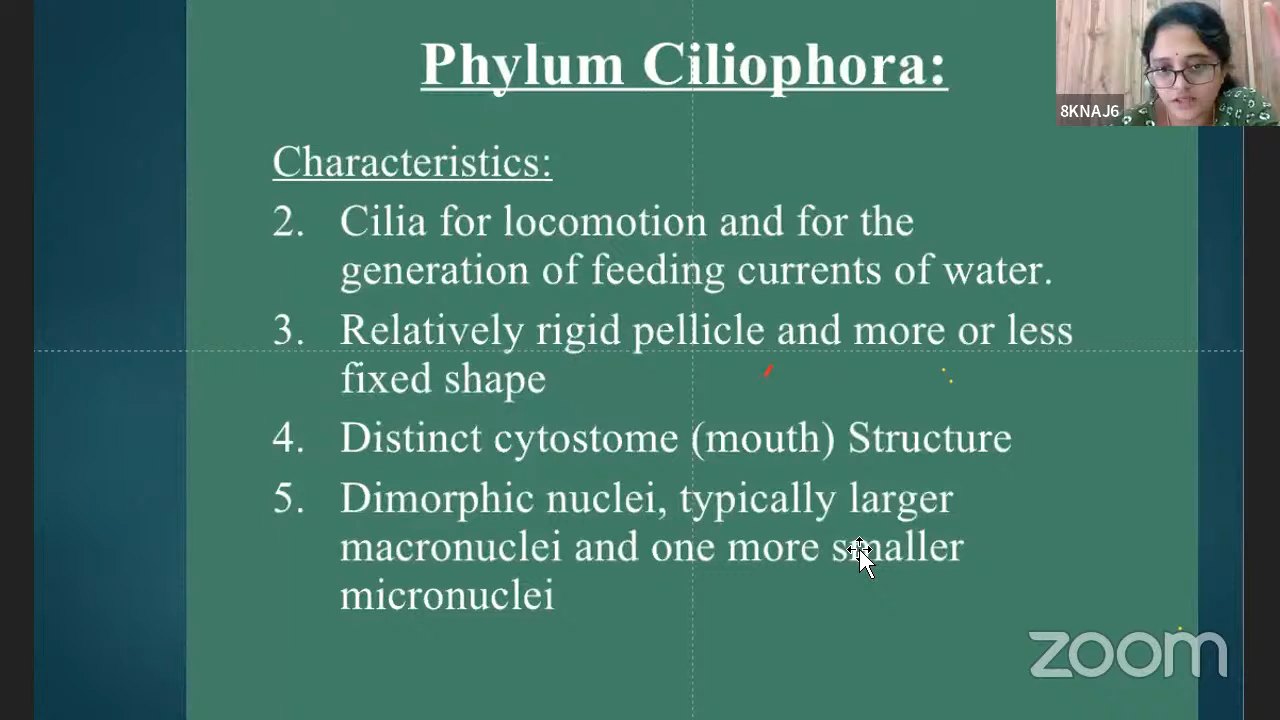 Phylum Ciliophora:
8KNAJ6
Characteristics:
2. Cilia for locomotion and for the
generation of feeding currents of water.
3. Relatively rigid pellicle and more or less
fixed shape
4. Distinct cytostome (mouth) Structure
5. Dimorphic nuclei, typically larger
macronuclei and one more smaller
micronuclei
zoom